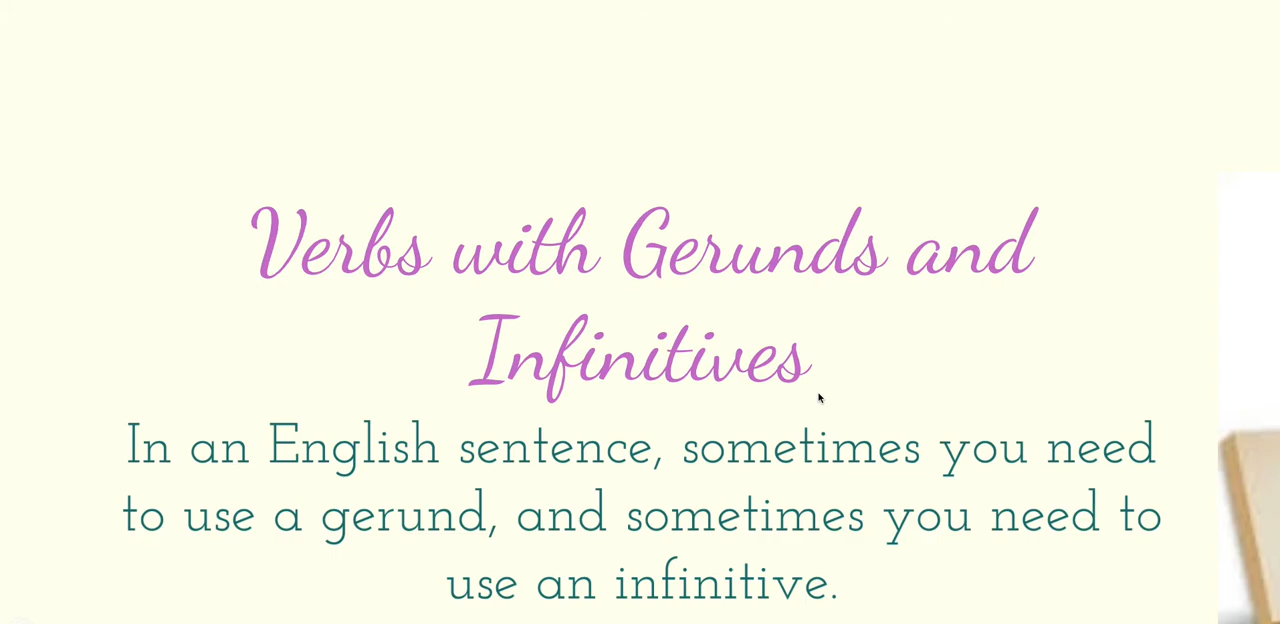 Verbs with Gerunds and
Infinitives
In an English sentence, sometimes you need
to use a gerund, and sometimes you need to
use an infinitive.